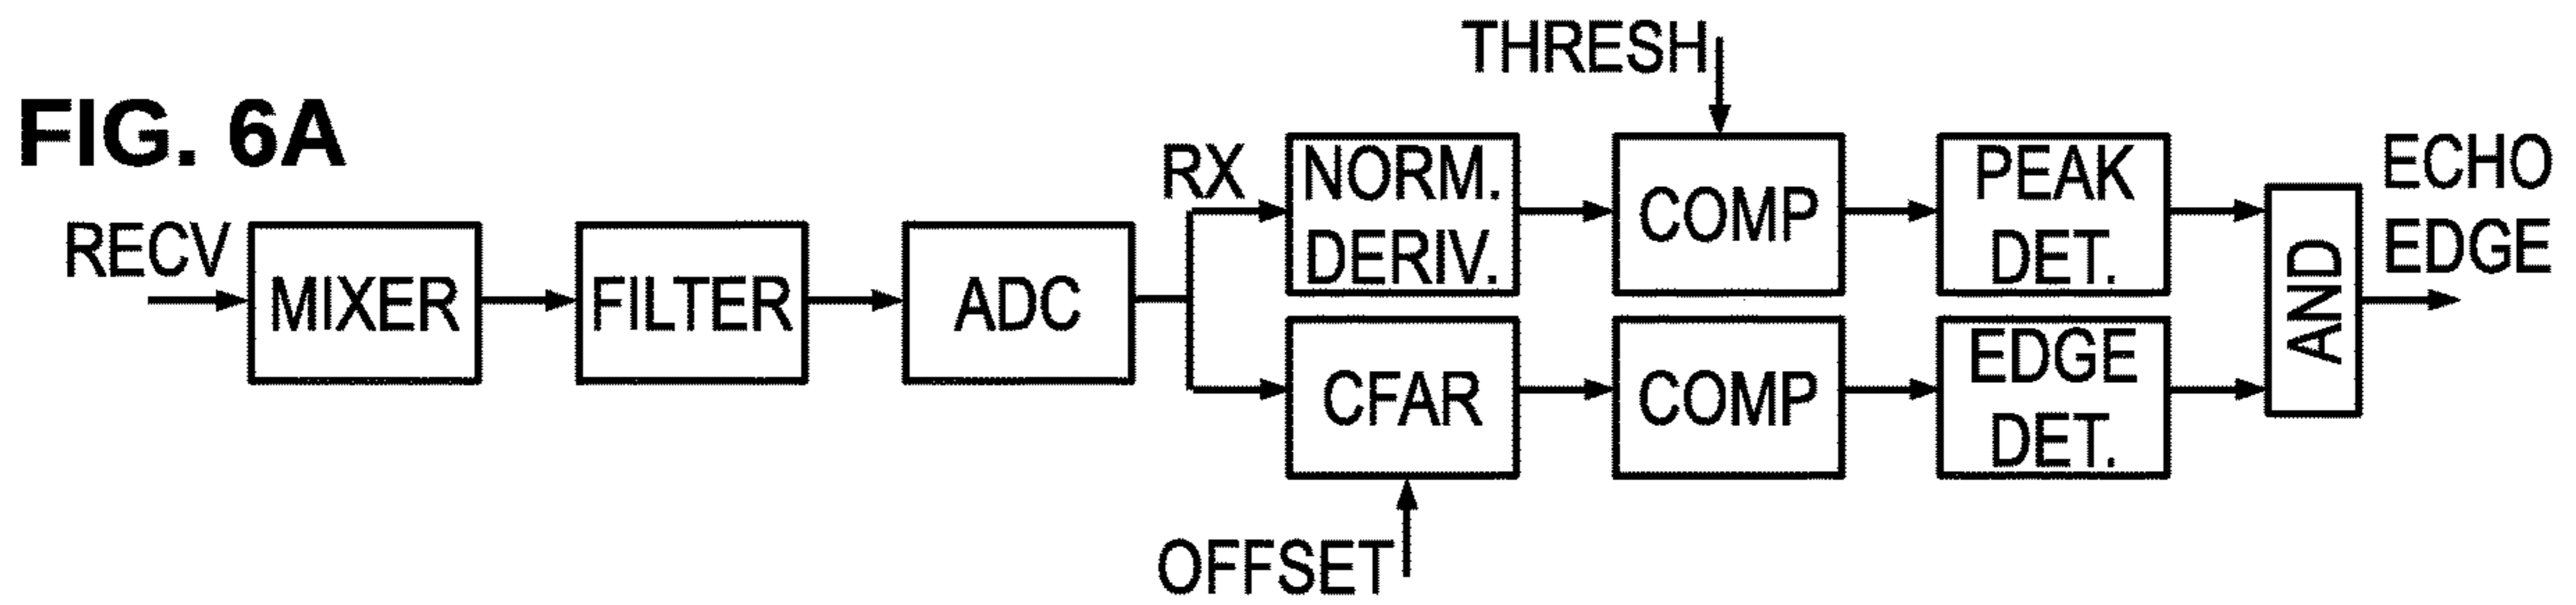 FIG. 6A
THRESH
RECV
MIXER
FILTER
ADC
RX
NORM.
DERIV.
COMP
PEAK
DET.
CFAR
COMP
EDGE
DET.
AND
ECHO
EDGE
OFFSET